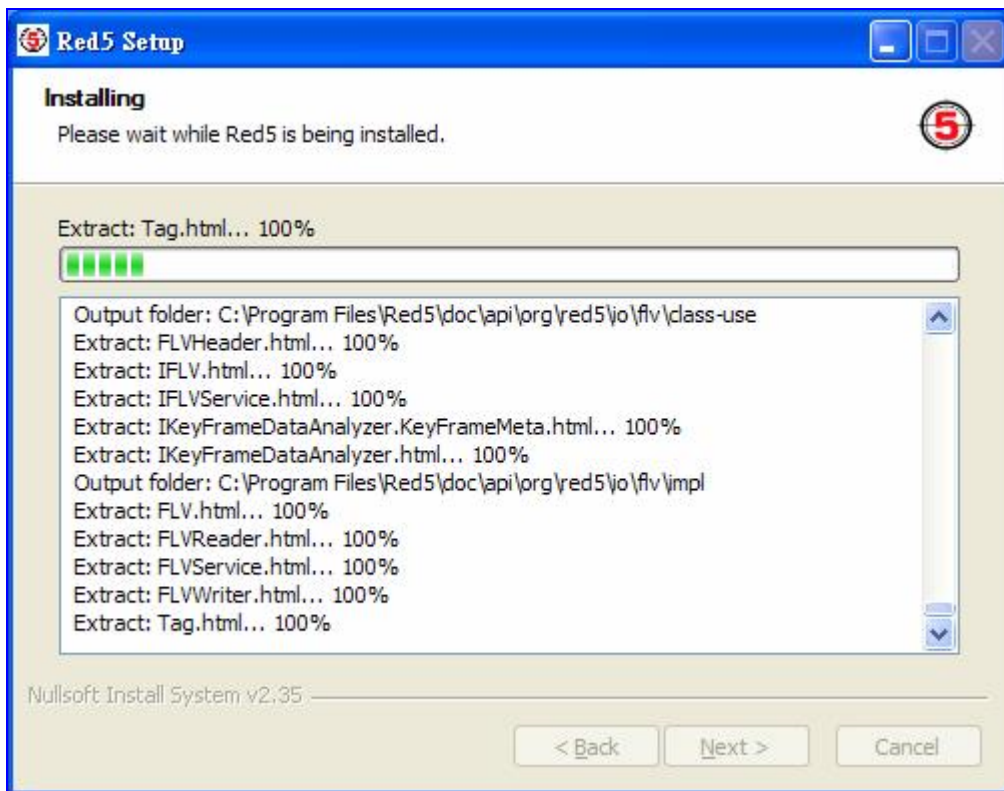 Red5 Setup
Installing
Please wait while Red5 is being installed.
5
Extract: Tag.html... 100%
Output folder: C:\Program Files\Red5\doc\api\org\red5\io\flv\class-use
Extract: FLVHeader.html... 100%
Extract: IFLV.html... 100%
Extract: IFLVService.html... 100%
Extract: IKeyFrameDataAnalyzer.KeyFrameMeta.html... 100%
Extract: IKeyFrameDataAnalyzer.html... 100%
Output folder: C:\Program Files\Red5\doc\api\org\red5\io\flv\impl
Extract: FLV.html... 100%
Extract: FLVReader.html... 100%
Extract: FLVService.html... 100%
Extract: FLVWriter.html... 100%
Extract: Tag.html... 100%
Nullsoft Install System v2.35
< Back Next > Cancel